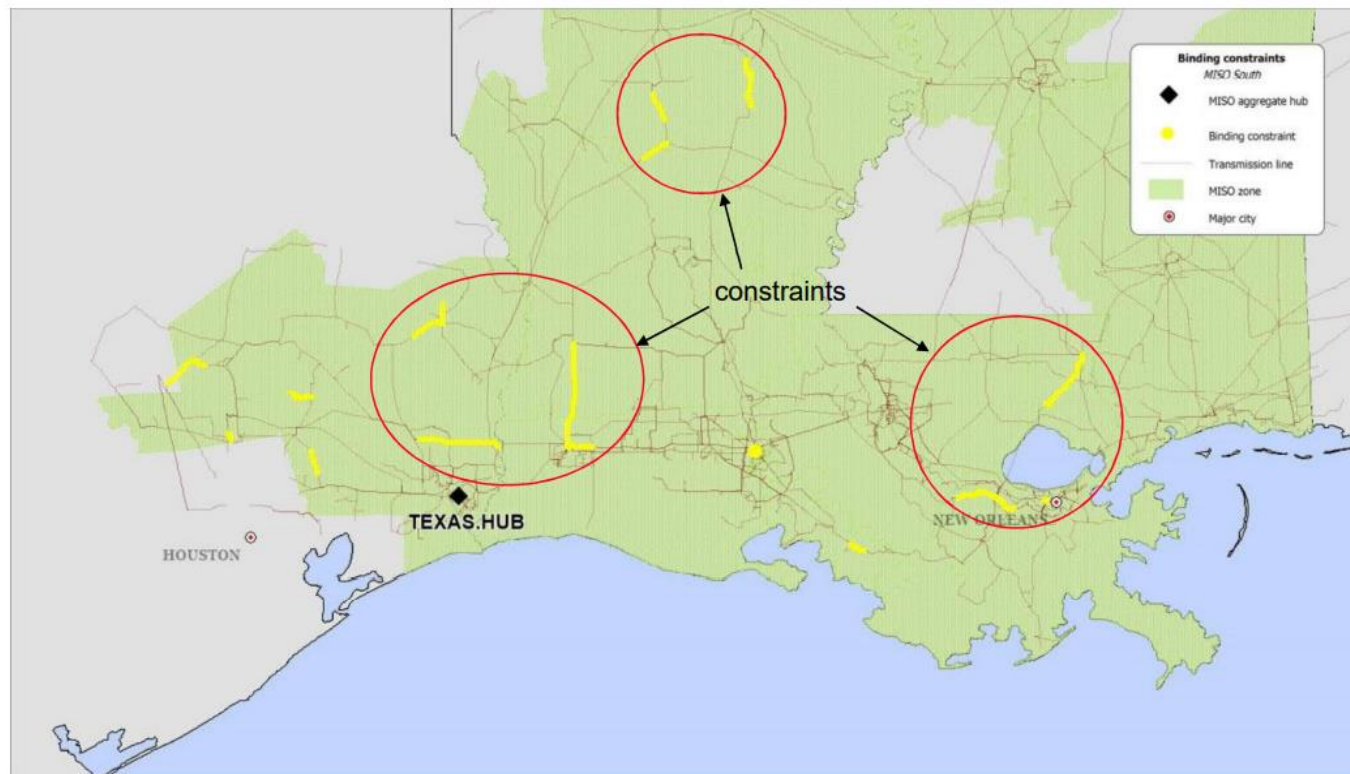 Binding constraints
MISO South
MISO aggregate hub
Binding constraint
Transmission line
MISO zone
Major city
constraints
TEXAS.HUB
NEW ORLEANS
HOUSTON